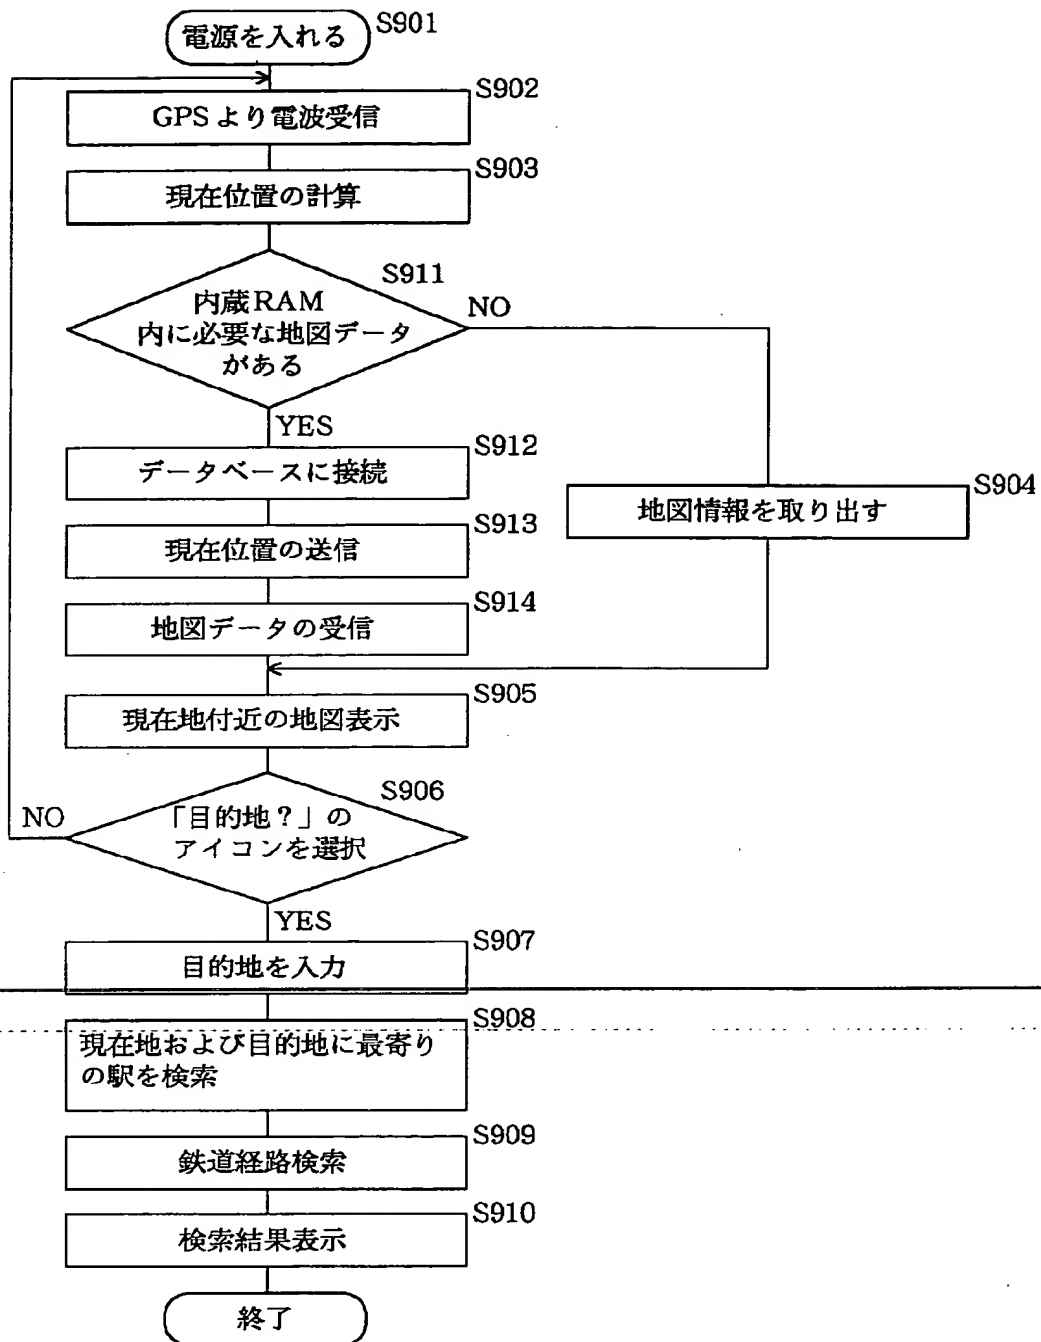 電源を入れる
S901
S902
GPSより電波受信
S903
現在位置の計算
S911
内蔵RAM
内に必要な地図データ
がある
NO
YES
S912
データベースに接続
S904
地図情報を取り出す
S913
現在位置の送信
S914
地図データの受信
S905
現在地付近の地図表示
S906
「目的地?」の
アイコンを選択
NO
YES
S907
目的地を入力
S908
現在地および目的地に最寄り
の駅を検索
S909
鉄道経路検索
S910
検索結果表示
終了